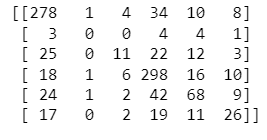 [[278 1 4 34 10 8]
[ 3 0 0 4 4 1]
[ 25 0 11 22 12 3]
[ 18 1 6 298 16 10]
[ 24 1 2 42 68 9]
[ 17 0 2 19 11 26]]